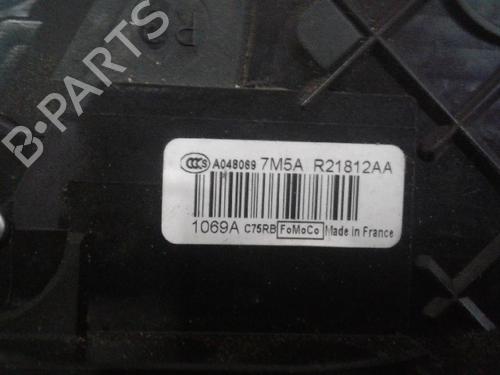 B-PARTS
CCC S A048069 7M5A R21812AA
1069A C75RB FoMoCo Made in France